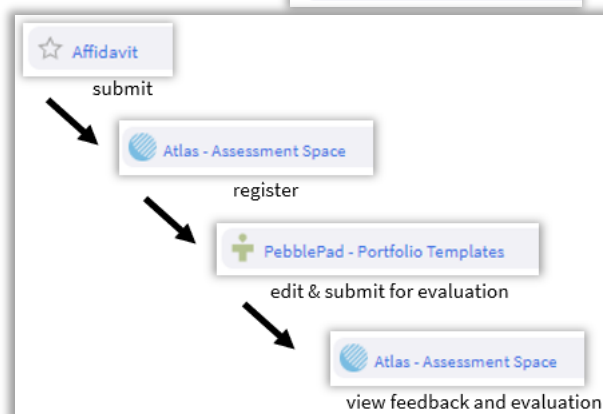 Affidavit
submit
Atlas - Assessment Space
register
PebblePad - Portfolio Templates
edit & submit for evaluation
Atlas - Assessment Space
view feedback and evaluation